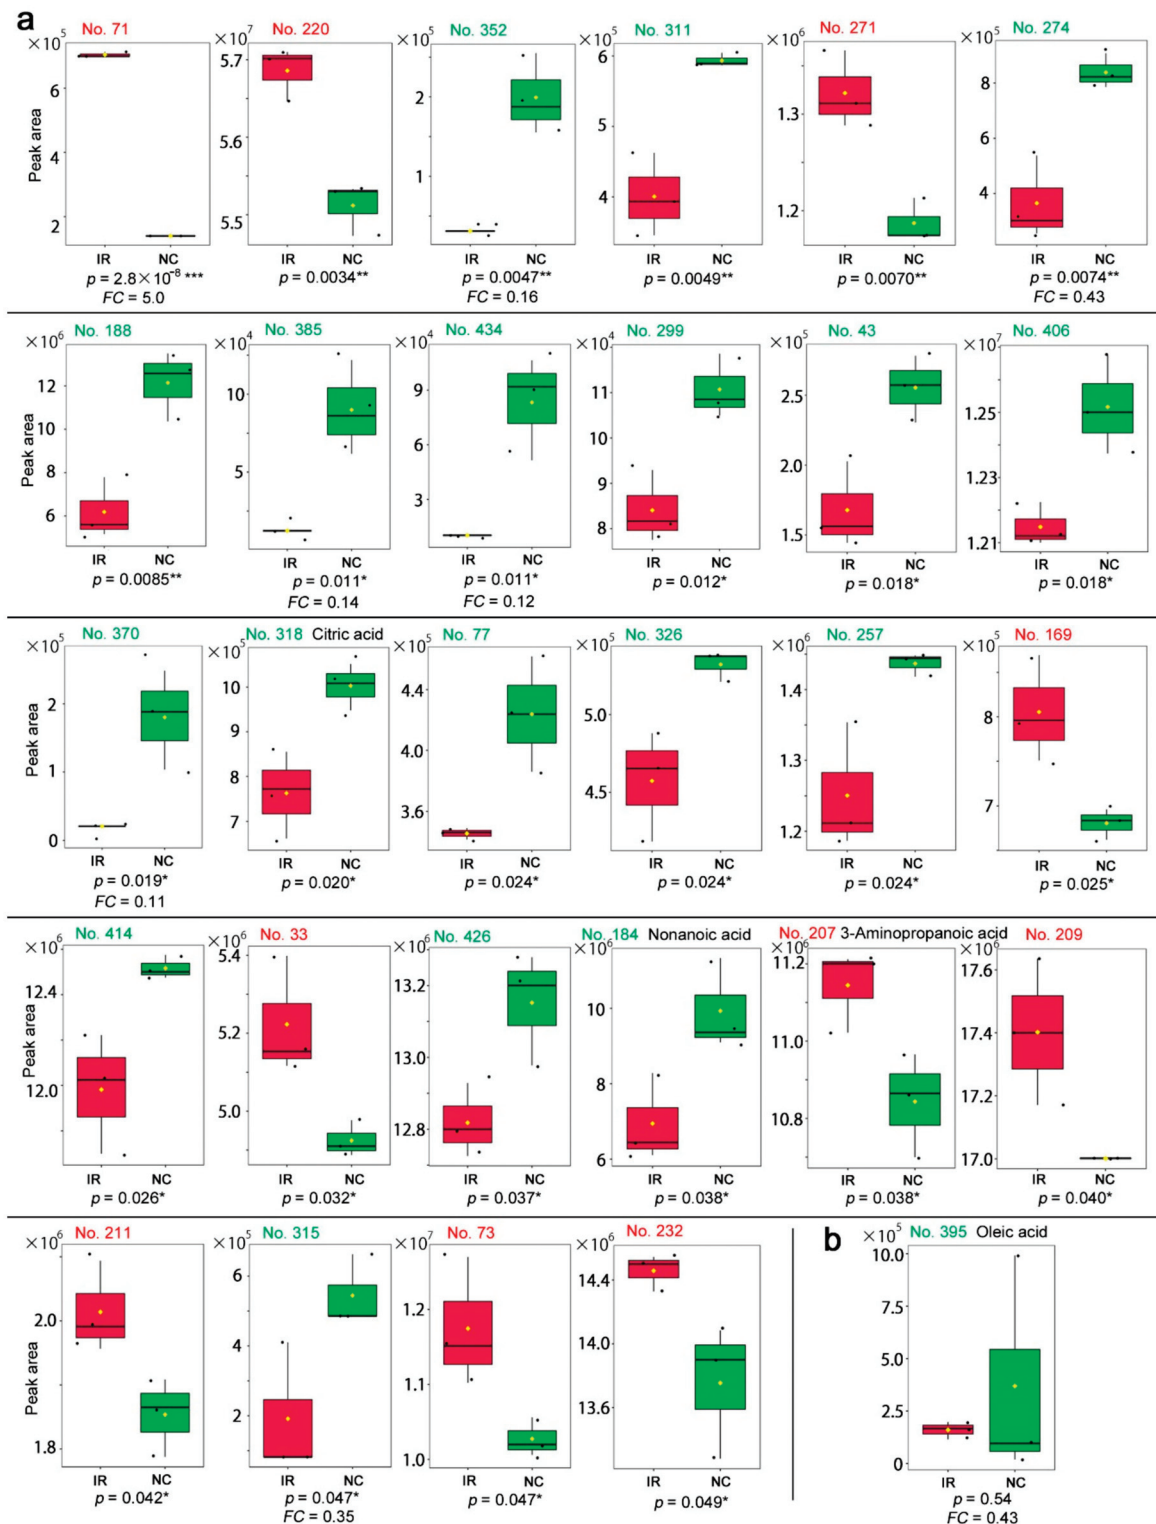 a
No. 71
No. 220
No. 352
No. 311
No. 271
No. 274
×10⁵
×10⁷
×10⁵
×10⁵
×10⁶
×10⁵
Peak area
6
4
2
5.7
5.6
5.5
2
1
6
5
4
1.3
1.2
8
4
IR NC
IR NC
IR NC
IR NC
IR NC
IR NC
p = 2.8×10⁻⁸ ***
p = 0.0034**
p = 0.0047**
p = 0.0049**
p = 0.0070**
p = 0.0074**
FC = 5.0
FC = 0.16
FC = 0.43
No. 188
No. 385
No. 434
No. 299
No. 43
No. 406
×10⁶
×10⁴
×10⁴
×10⁴
×10⁵
×10⁷
Peak area
12
10
8
6
10
5
9
6
3
11
10
9
8
2.5
2.0
1.5
1.25
1.23
1.21
IR NC
IR NC
IR NC
IR NC
IR NC
IR NC
p = 0.0085**
p = 0.011*
p = 0.011*
p = 0.012*
p = 0.018*
p = 0.018*
FC = 0.14
FC = 0.12
No. 370
No. 318 Citric acid
No. 77
No. 326
No. 257
No. 169
×10⁵
×10⁵
×10⁵
×10⁵
×10⁶
×10⁵
Peak area
2
1
0
10
9
8
7
4.4
4.0
3.6
5.0
4.5
1.4
1.3
1.2
8
7
IR NC
IR NC
IR NC
IR NC
IR NC
IR NC
p = 0.019*
p = 0.020*
p = 0.024*
p = 0.024*
p = 0.024*
p = 0.025*
FC = 0.11
No. 414
No. 33
No. 426
No. 184 Nonanoic acid
No. 207 3-Aminopropanoic acid
No. 209
×10⁶
×10⁶
×10⁶
×10⁶
×10⁶
×10⁶
Peak area
12.4
12.0
5.4
5.2
5.0
13.2
13.0
12.8
10
8
6
11.2
11.0
10.8
17.6
17.4
17.2
17.0
IR NC
IR NC
IR NC
IR NC
IR NC
IR NC
p = 0.026*
p = 0.032*
p = 0.037*
p = 0.038*
p = 0.038*
p = 0.040*
No. 211
No. 315
No. 73
No. 232
×10⁶
×10⁵
×10⁷
×10⁶
Peak area
2.0
1.8
6
4
2
1.2
1.1
1.0
14.4
14.0
13.6
IR NC
IR NC
IR NC
IR NC
p = 0.042*
p = 0.047*
p = 0.047*
p = 0.049*
FC = 0.35
b
No. 395 Oleic acid
×10⁵
10.0
7.5
5.0
2.5
0
IR NC
p = 0.54
FC = 0.43